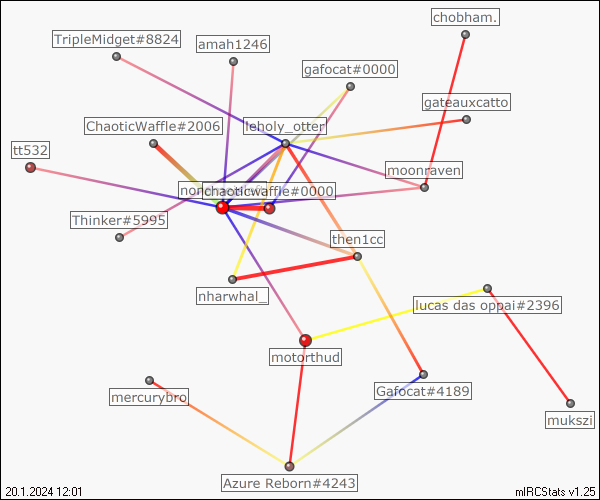 chobham.
TripleMidget#8824
amah1246
gafocat#0000
gateauxcatto
ChaoticWaffle#2006
leholy_otter
tt532
moonraven
chaoticwaffle#0000
Thinker#5995
then1cc
nharwhal_
lucas das oppai#2396
motorthud
Gafocat#4189
mercurybro
mukszi
Azure Reborn#4243
20.1.2024 12:01
mIRCStats v1.25